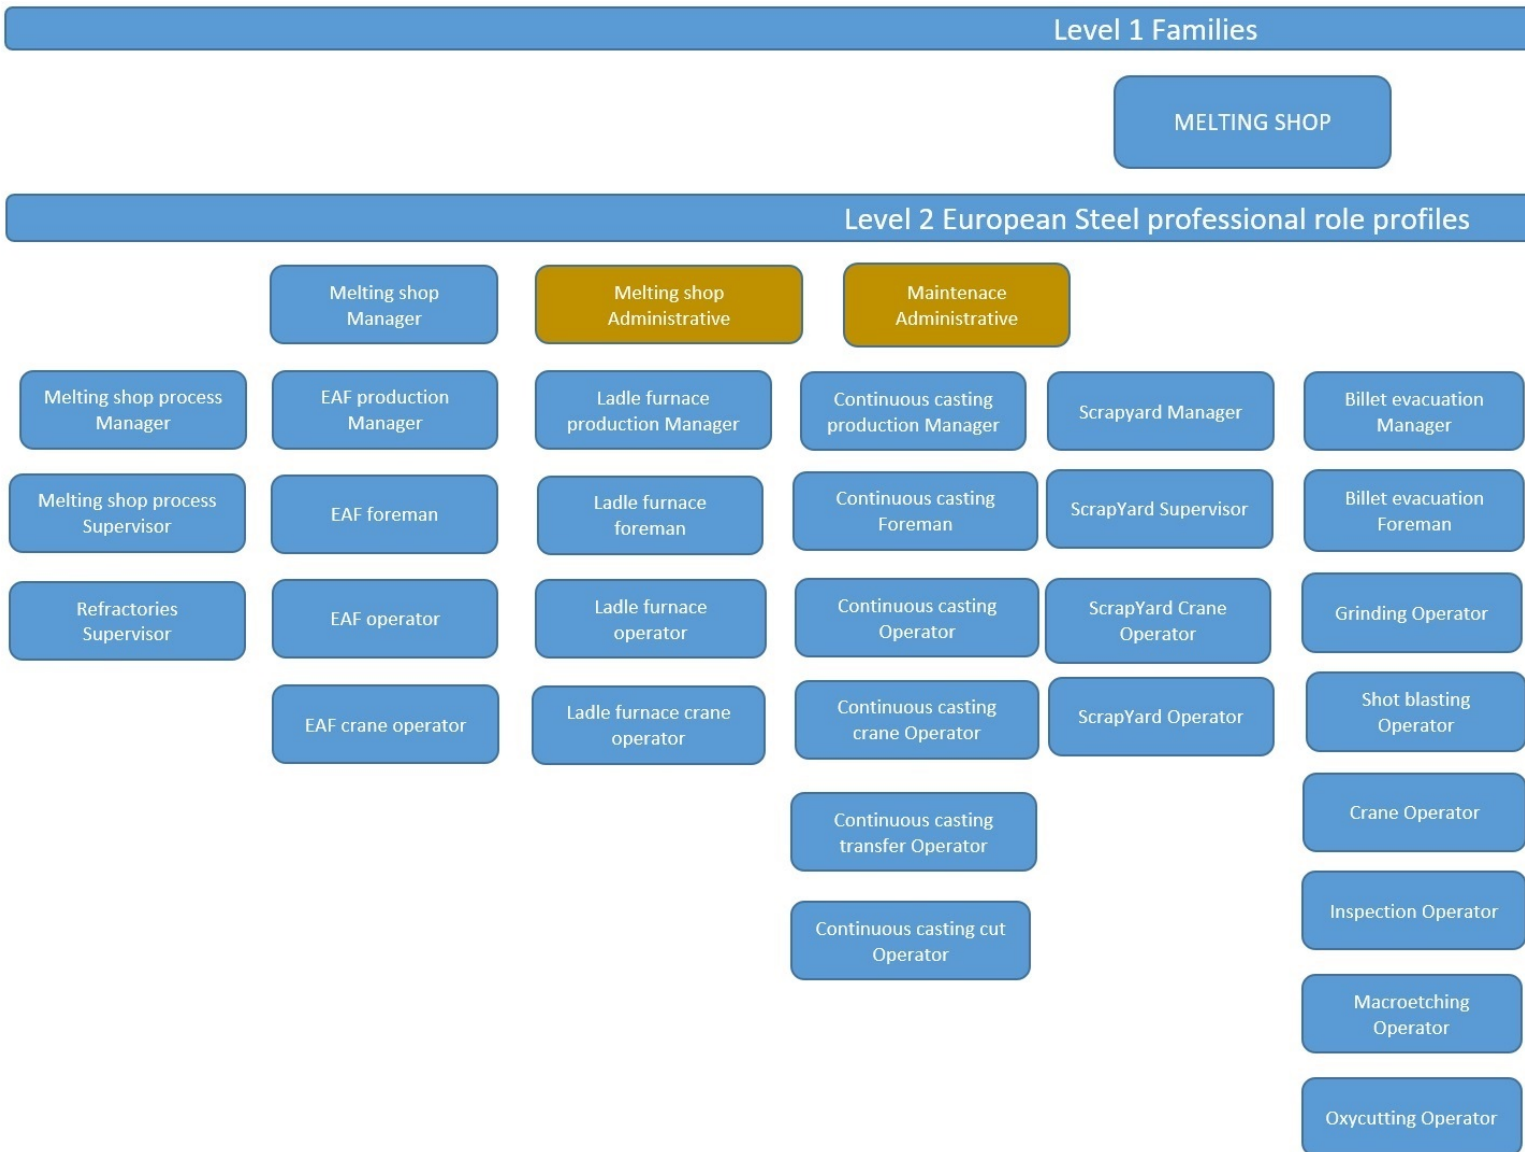 Level 1 Families
MELTING SHOP
Level 2 European Steel professional role profiles
Melting shop
Manager
Melting shop
Administrative
Maintenace
Administrative
Melting shop process
Manager
EAF production
Manager
Ladle furnace
production Manager
Continuous casting
production Manager
Scrapyard Manager
Billet evacuation
Manager
Melting shop process
Supervisor
EAF foreman
Ladle furnace
foreman
Continuous casting
Foreman
ScrapYard Supervisor
Billet evacuation
Foreman
Refractories
Supervisor
EAF operator
Ladle furnace
operator
Continuous casting
Operator
ScrapYard Crane
Operator
Grinding Operator
EAF crane operator
Ladle furnace crane
operator
Continuous casting
crane Operator
ScrapYard Operator
Shot blasting
Operator
Continuous casting
transfer Operator
Crane Operator
Continuous casting cut
Operator
Inspection Operator
Macroetching
Operator
Oxycutting Operator